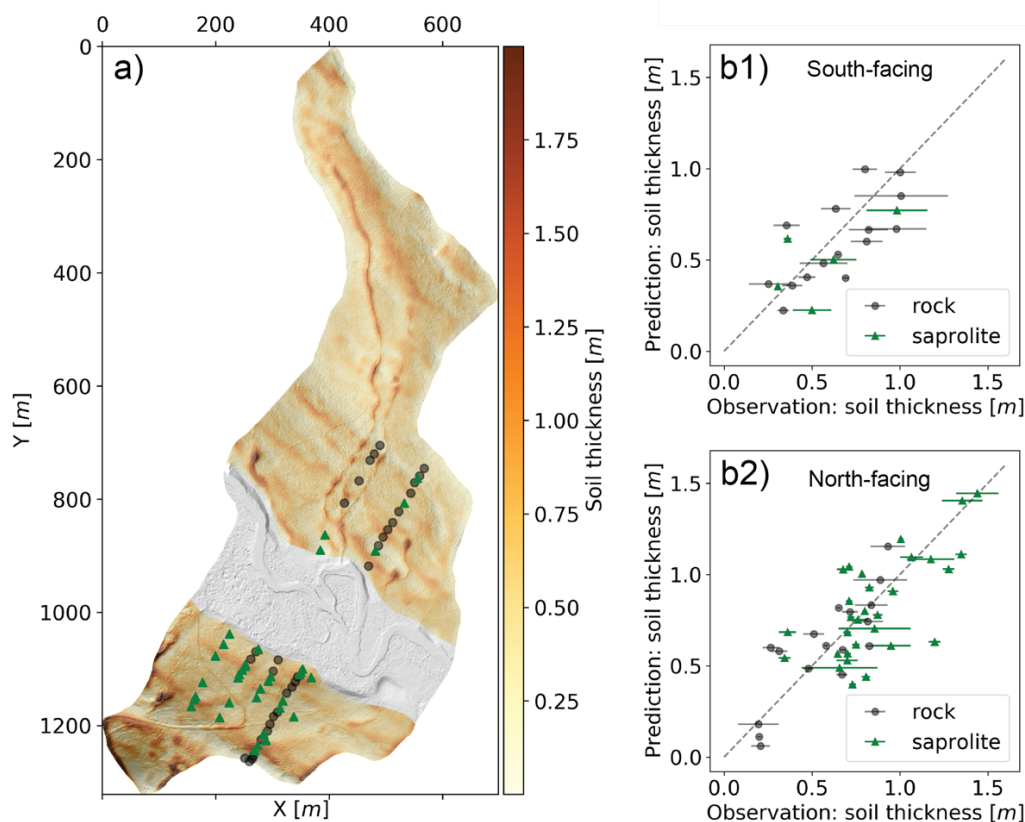 0 200 400 600
a)
0
200
400
600
800
1000
1200
Y [m]
X [m]
1.75
1.50
1.25
1.00
0.75
0.50
0.25
Soil thickness [m]
b1) South-facing
1.5
1.0
0.5
0.0
Prediction: soil thickness [m]
rock
saprolite
0.0 0.5 1.0 1.5
Observation: soil thickness [m]
b2) North-facing
1.5
1.0
0.5
0.0
Prediction: soil thickness [m]
rock
saprolite
0.0 0.5 1.0 1.5
Observation: soil thickness [m]